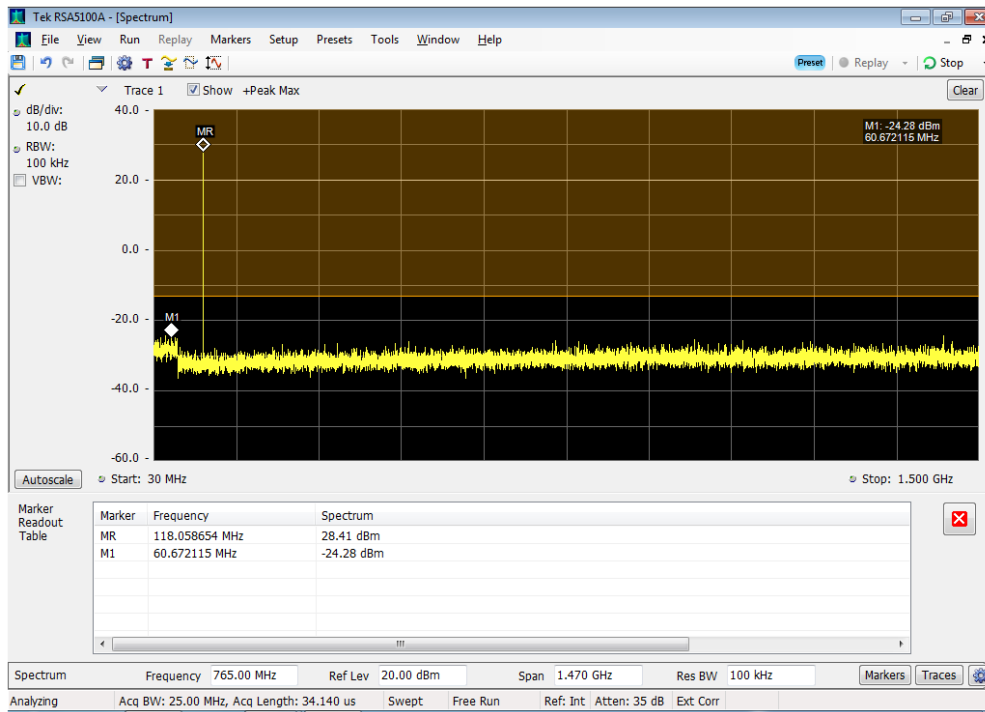 Tek RSA5100A - [Spectrum]
File View Run Replay Markers Setup Presets Tools Window Help
T Preset Replay Stop
Trace 1 Show +Peak Max Clear
dB/div:
10.0 dB
RBW:
100 kHz
VBW:
40.0
20.0
0.0
-20.0
-40.0
-60.0
MR
M1: -24.28 dBm
60.672115 MHz
M1
Autoscale Start: 30 MHz Stop: 1.500 GHz
Marker
Readout
Table
Marker Frequency Spectrum
MR 118.058654 MHz 28.41 dBm
M1 60.672115 MHz -24.28 dBm
Spectrum Frequency 765.00 MHz Ref Lev 20.00 dBm Span 1.470 GHz Res BW 100 kHz Markers Traces
Analyzing Acq BW: 25.00 MHz, Acq Length: 34.140 us Swept Free Run Ref: Int Atten: 35 dB Ext Corr